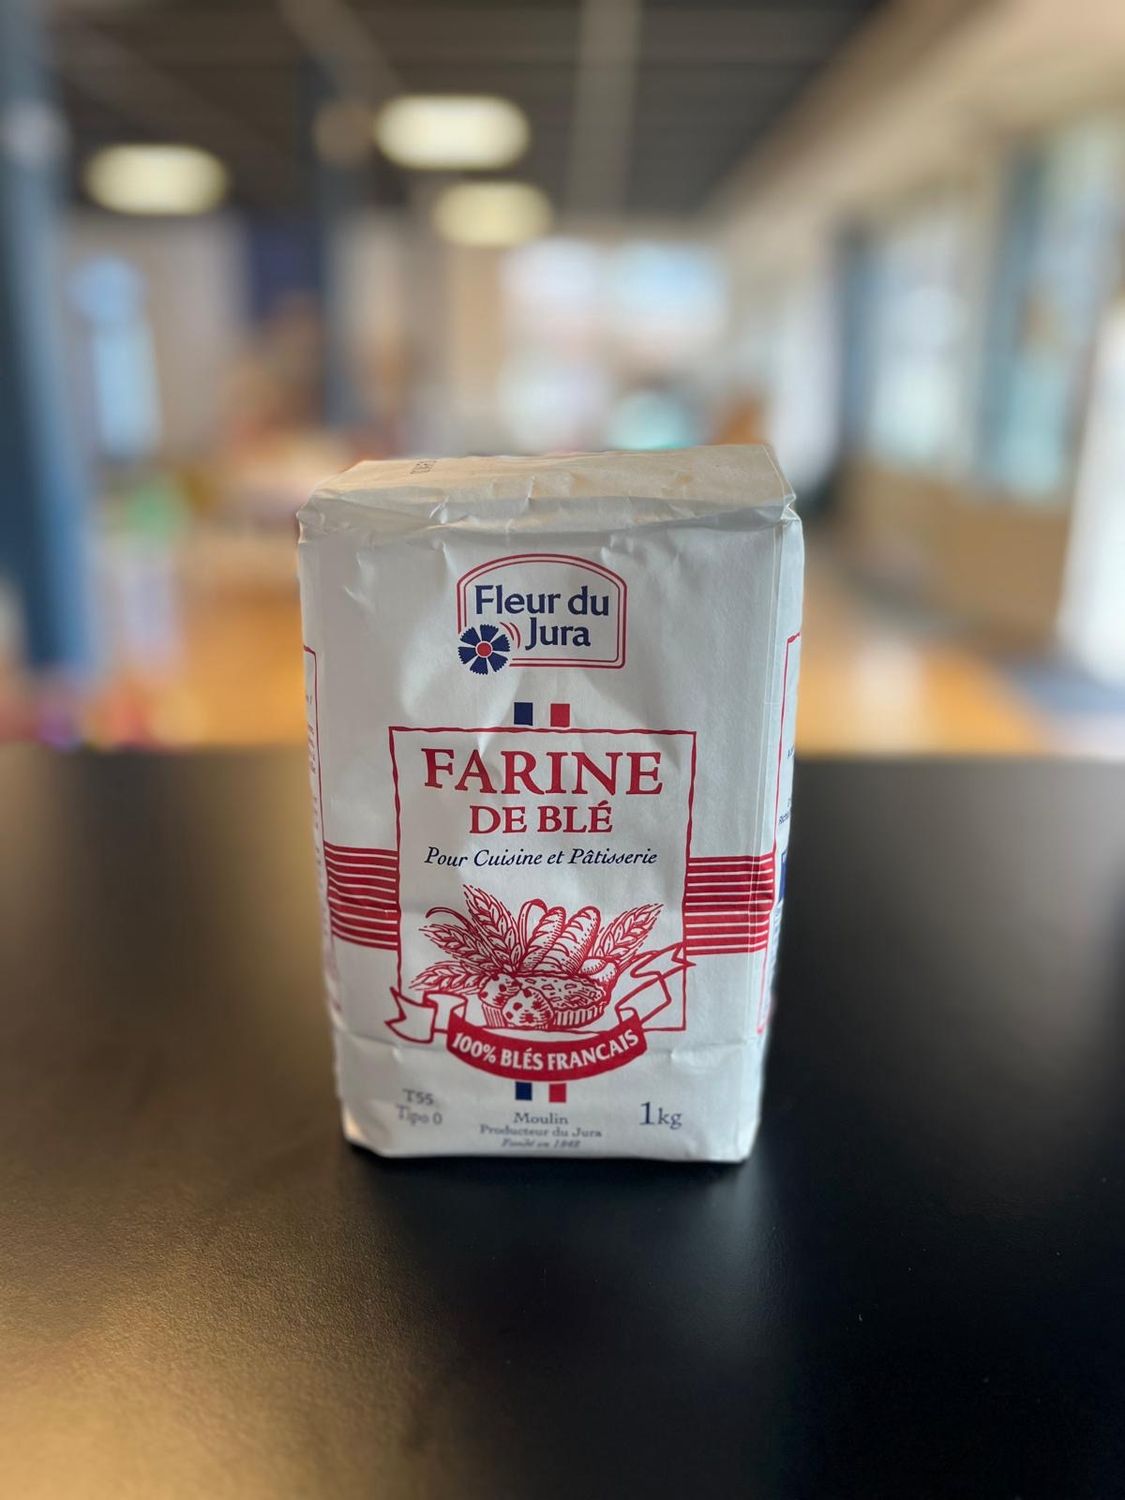 Fleur du
Jura
FARINE
DE BLÉ
Pour Cuisine et Pâtisserie
100% BLÉS FRANCAIS
T55
Tipo 0
Moulin
Producteur du Jura
1kg